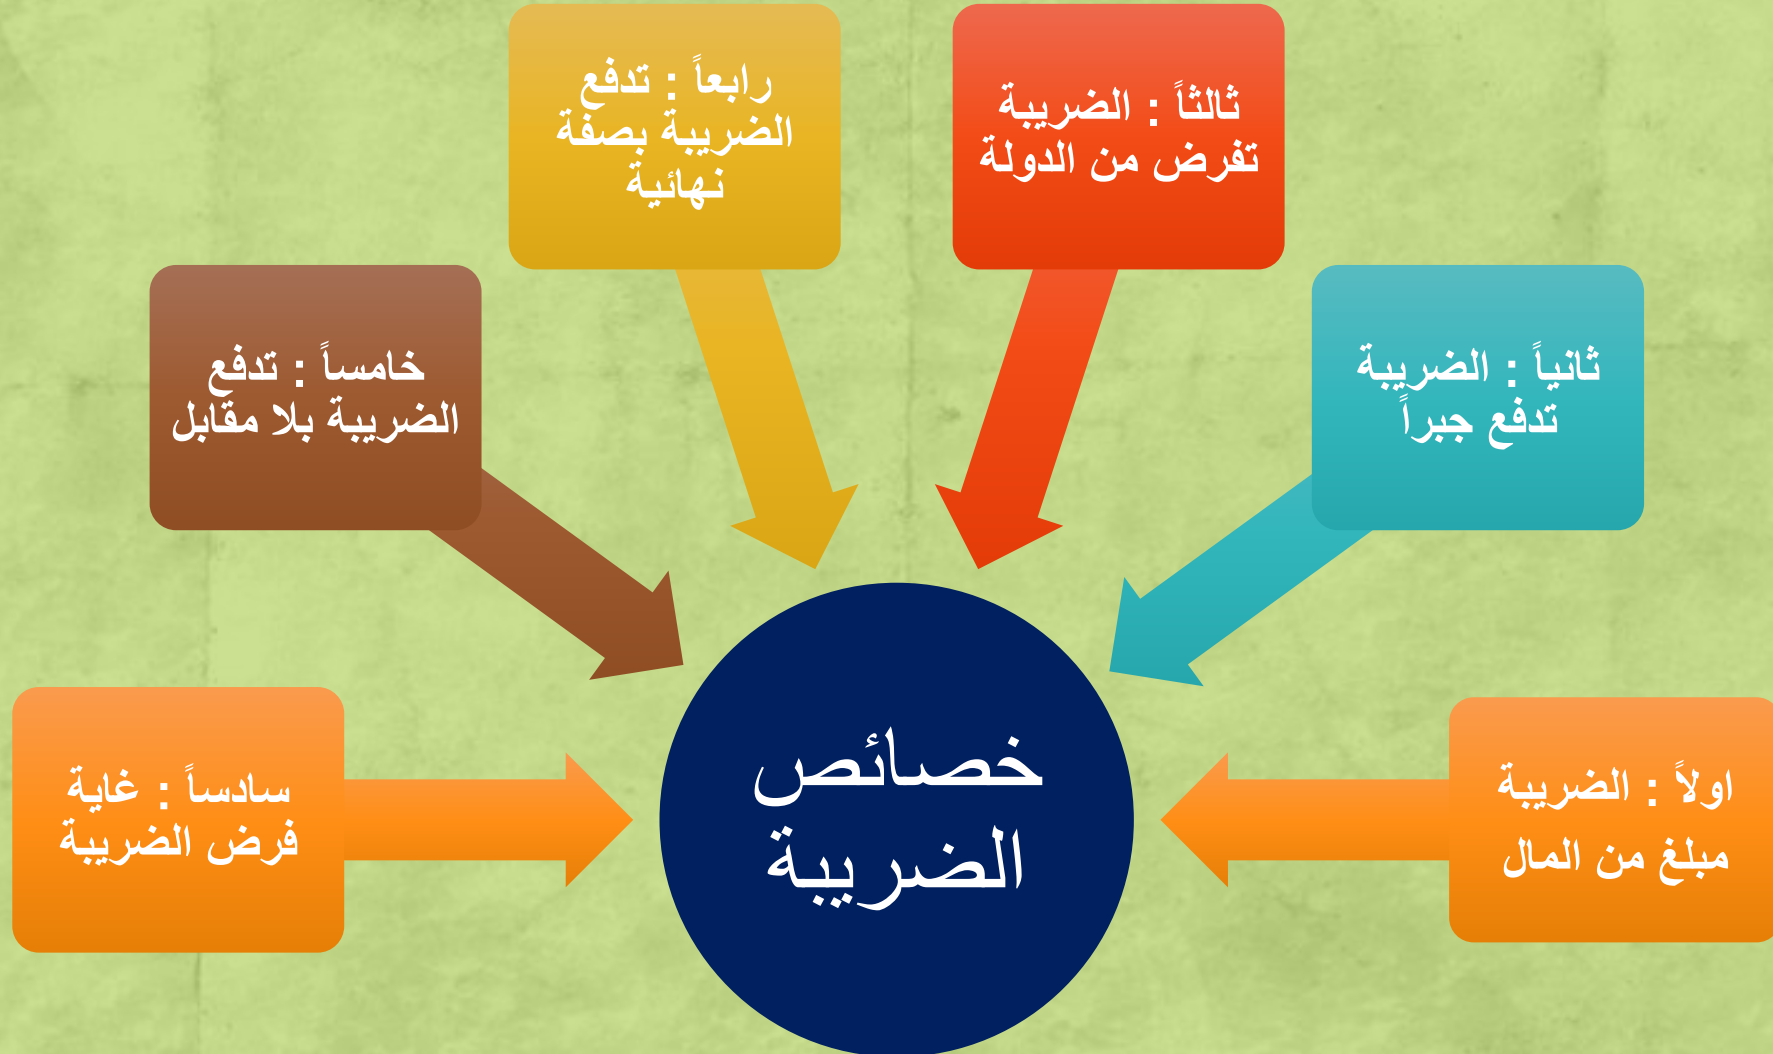 خصائص
الضريبة
اولاً : الضريبة
مبلغ من المال
ثانياً : الضريبة
تدفع جبراً
ثالثاً : الضريبة
تفرض من الدولة
رابعاً : تدفع
الضريبة بصفة
نهائية
خامساً : تدفع
الضريبة بلا مقابل
سادساً : غاية
فرض الضريبة